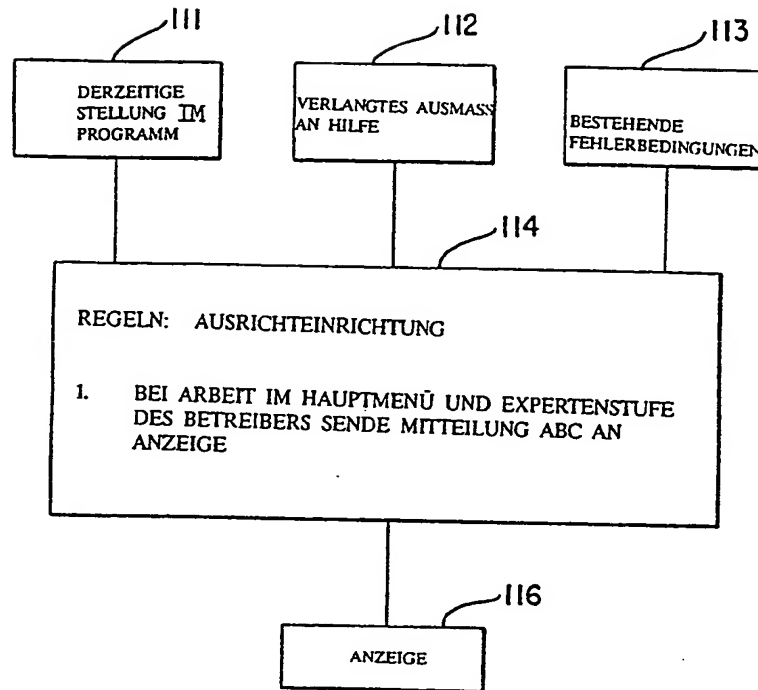 111
112
113
DERZEITIGE
STELLUNG IM
PROGRAMM
VERLANGTES AUSMASS
AN HILFE
BESTEHENDE
FEHLERBEDINGUNGEN
114
REGELN: AUSRICHTEINRICHTUNG
1. BEI ARBEIT IM HAUPTMENÜ UND EXPERTENSTUFE
DES BETREIBERS SENDE MITTEILUNG ABC AN
ANZEIGE
116
ANZEIGE